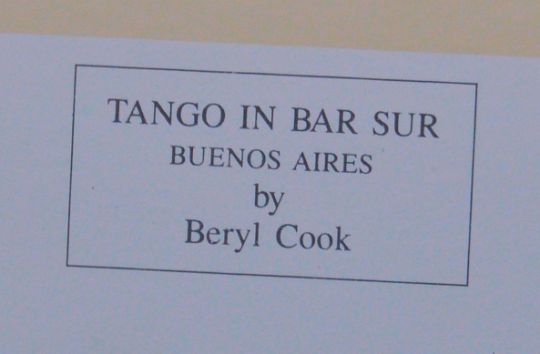 TANGO IN BAR SUR
BUENOS AIRES
by
Beryl Cook